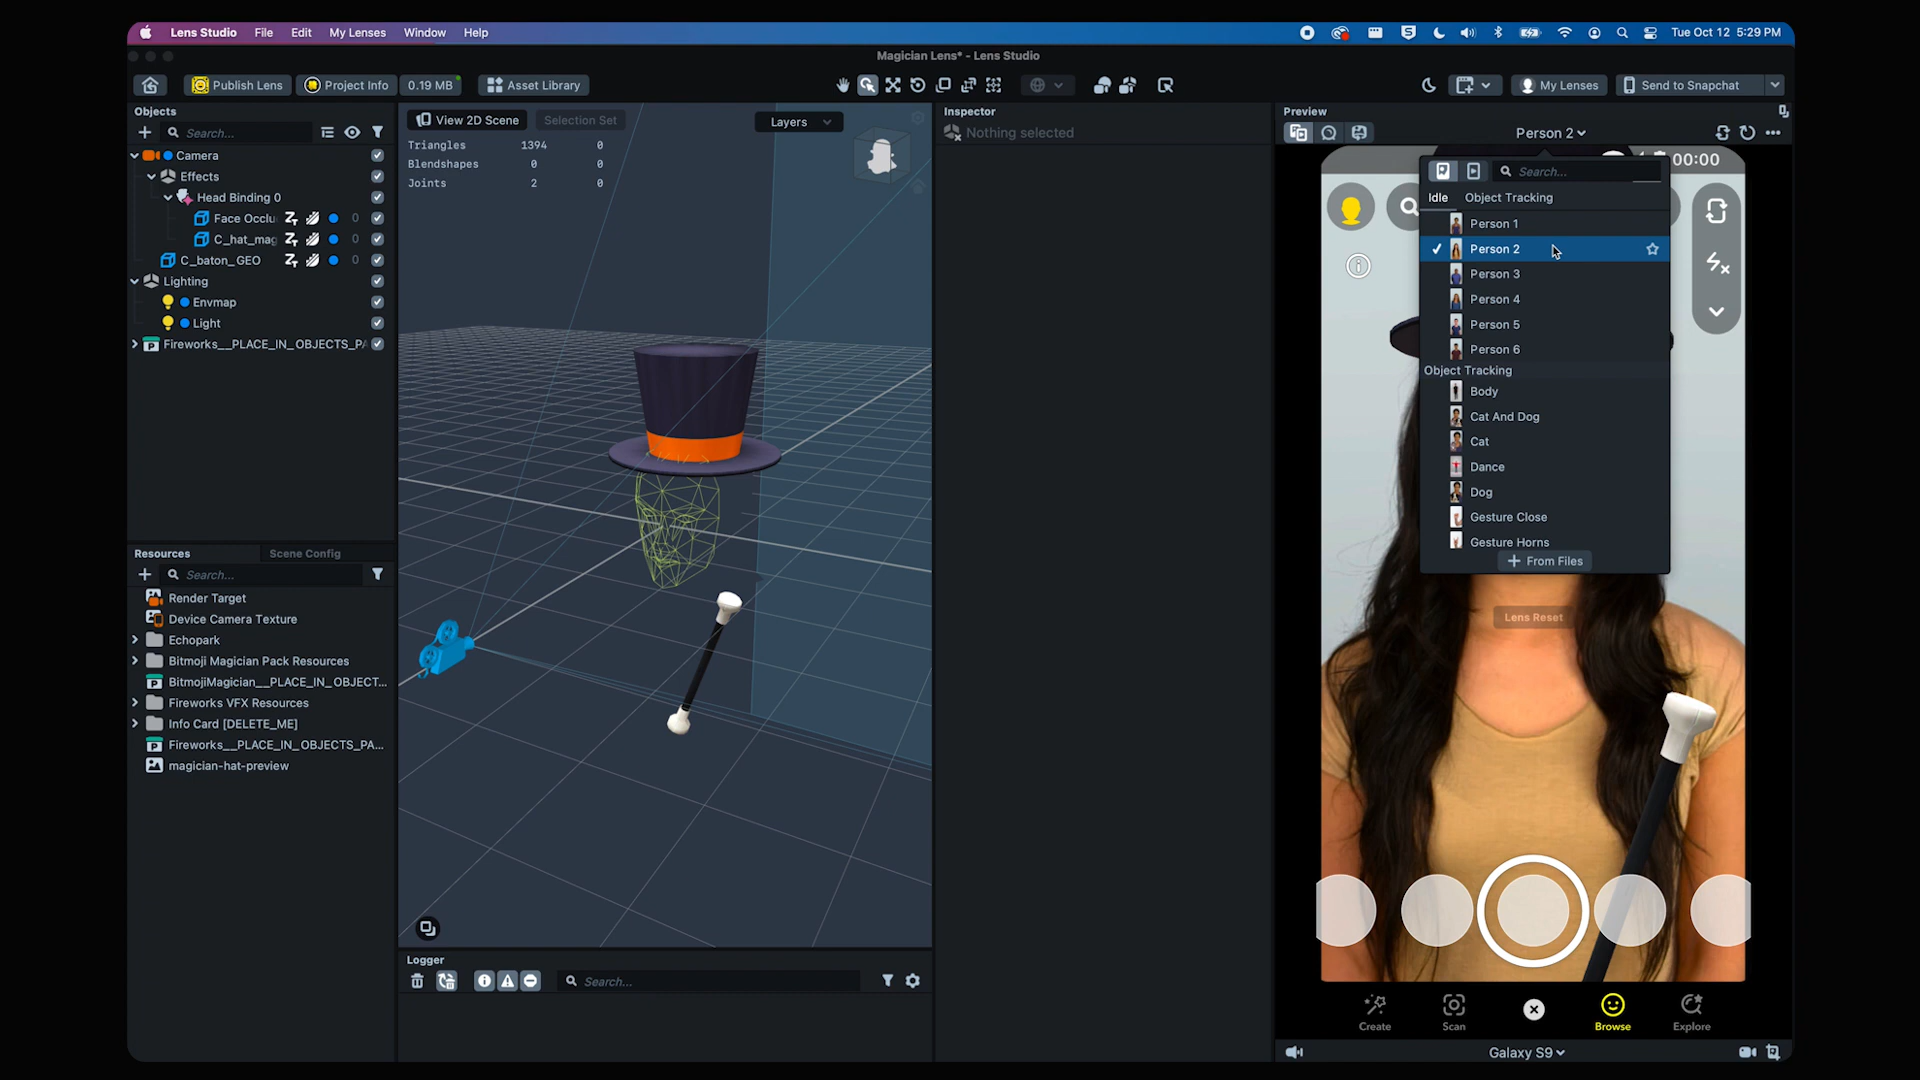 Lens Studio File Edit My Lenses Window Help
Tue Oct 12 5:29 PM
Magician Lens* - Lens Studio
Publish Lens Project Info 0.19 MB Asset Library
My Lenses Send to Snapchat
Objects
Search...
Camera
Effects
Head Binding 0
Face Occlu 0
C_hat_mag 0
C_baton_GEO 0
Lighting
Envmap
Light
Fireworks__PLACE_IN_OBJECTS_PA
Resources Scene Config
Search...
Render Target
Device Camera Texture
Echopark
Bitmoji Magician Pack Resources
BitmojiMagician__PLACE_IN_OBJECT...
Fireworks VFX Resources
Info Card [DELETE_ME]
Fireworks__PLACE_IN_OBJECTS_PA...
magician-hat-preview
View 2D Scene Selection Set Layers
Triangles 1394 0
Blendshapes 0 0
Joints 2 0
Logger
Search...
Inspector
Nothing selected
Preview
Person 2
00:00
Search...
Idle Object Tracking
Person 1
Person 2
Person 3
Person 4
Person 5
Person 6
Object Tracking
Body
Cat And Dog
Cat
Dance
Dog
Gesture Close
Gesture Horns
From Files
Lens Reset
Create Scan Browse Explore
Galaxy S9